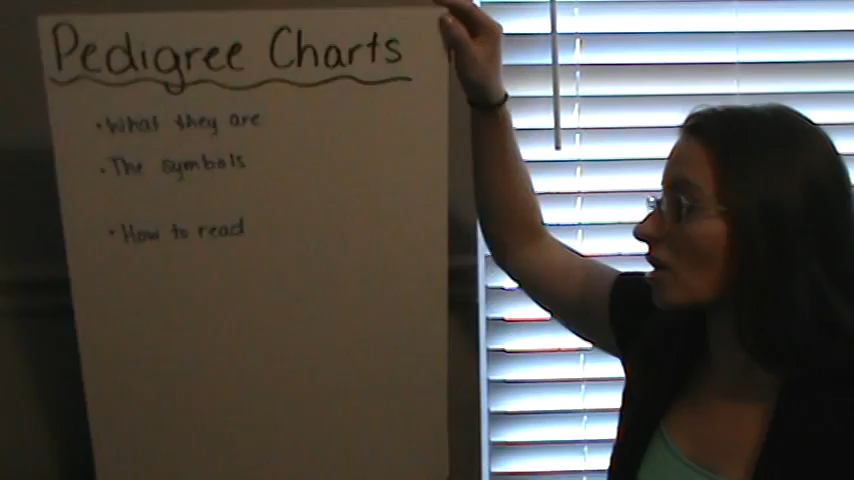 Pedigree Charts
• What they are
• The symbols
• How to read